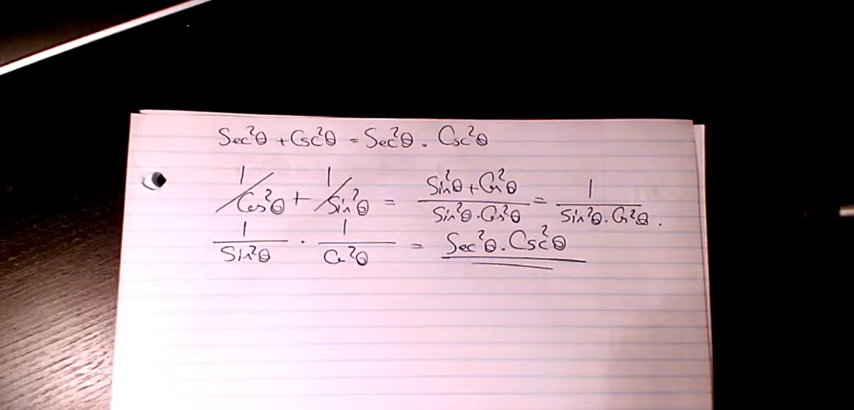 Sec²θ + Csc²θ = Sec²θ . Csc²θ
1/Cos²θ + 1/Sin²θ = (Sin²θ + Cos²θ)/(Sin²θ . Cos²θ) = 1/(Sin²θ . Cos²θ) .
1/Sin²θ . 1/Cos²θ = Sec²θ . Csc²θ